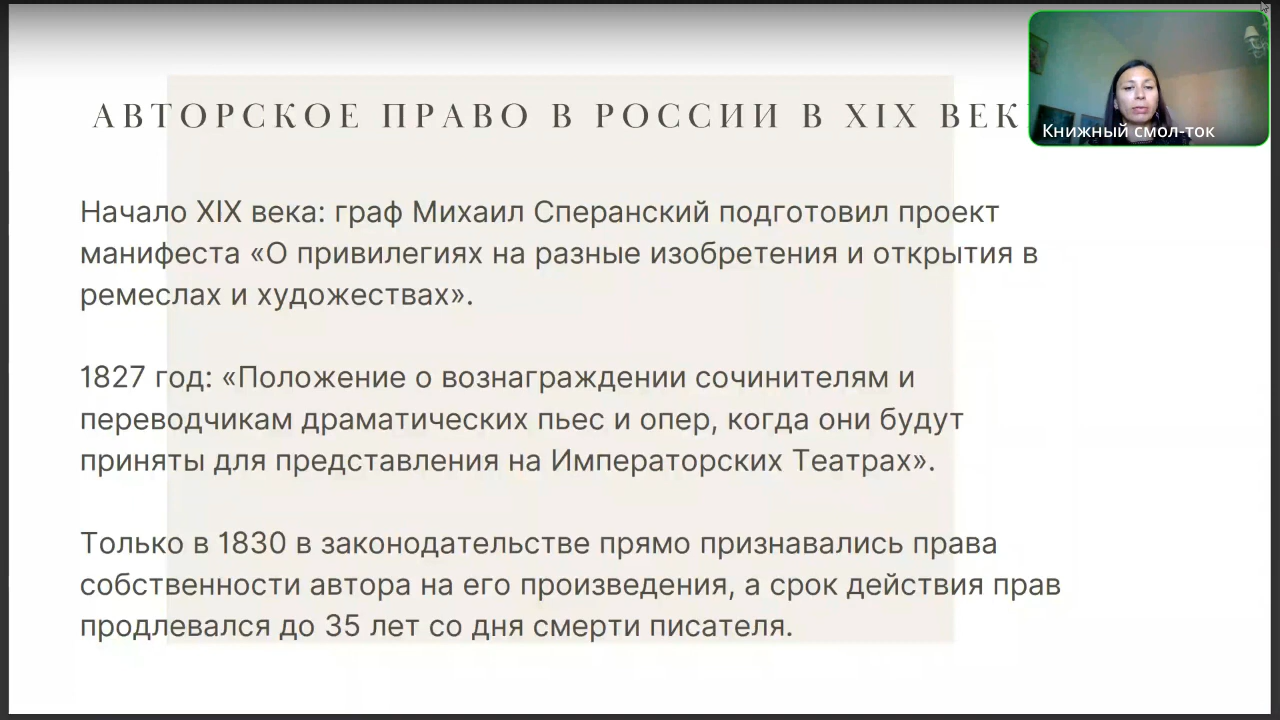 АВТОРСКОЕ ПРАВО В РОССИИ В XIX ВЕК
Книжный смол-ток
Начало XIX века: граф Михаил Сперанский подготовил проект
манифеста «О привилегиях на разные изобретения и открытия в
ремеслах и художествах».
1827 год: «Положение о вознаграждении сочинителям и
переводчикам драматических пьес и опер, когда они будут
приняты для представления на Императорских Театрах».
Только в 1830 в законодательстве прямо признавались права
собственности автора на его произведения, а срок действия прав
продлевался до 35 лет со дня смерти писателя.